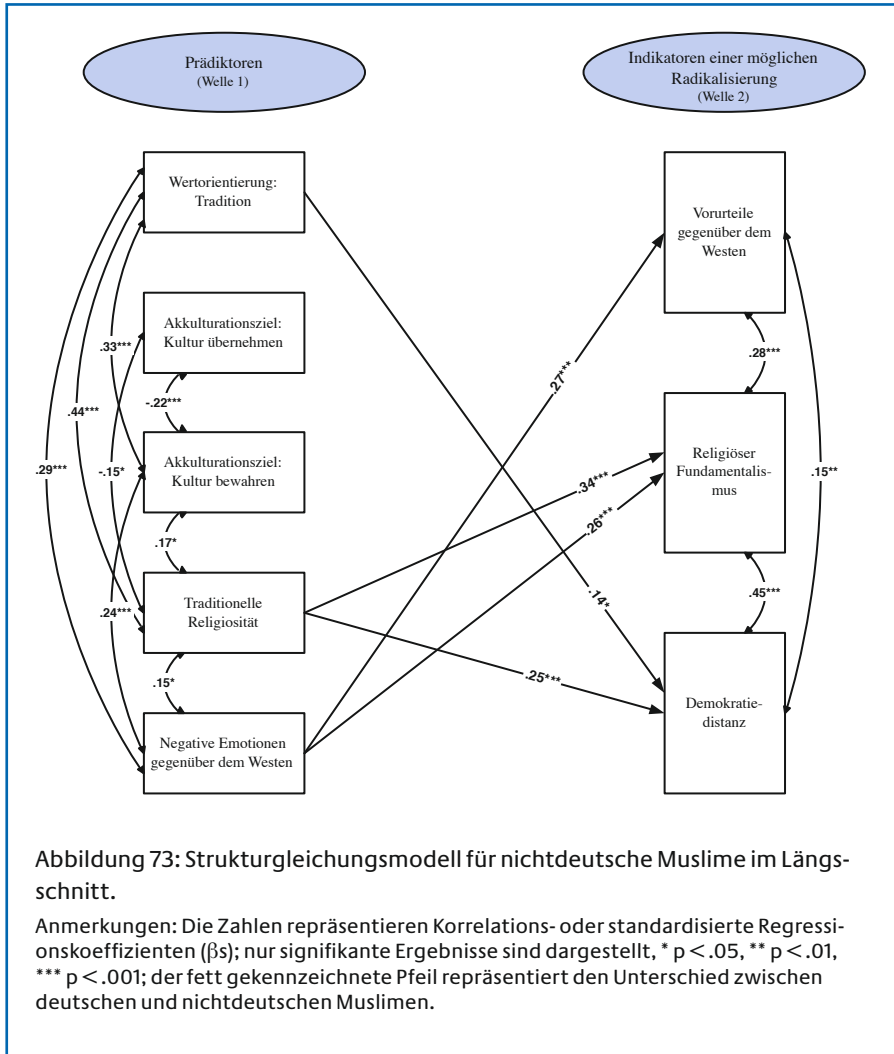 Prädiktoren
(Welle 1)
Indikatoren einer möglichen
Radikalisierung
(Welle 2)
Wertorientierung:
Tradition
Akkulturationsziel:
Kultur übernehmen
Akkulturationsziel:
Kultur bewahren
Traditionelle
Religiosität
Negative Emotionen
gegenüber dem Westen
.33***
-.22***
.44***
.29***
-.15*
.17*
.24***
.15*
.27***
.34***
.26***
.14*
.25***
Vorurteile
gegenüber dem
Westen
.28***
Religiöser
Fundamentalis-
mus
.15**
.45***
Demokratie-
distanz
Abbildung 73: Strukturgleichungsmodell für nichtdeutsche Muslime im Längs-
schnitt.
Anmerkungen: Die Zahlen repräsentieren Korrelations- oder standardisierte Regressi-
onskoeffizienten (βs); nur signifikante Ergebnisse sind dargestellt, * p < .05, ** p < .01,
*** p < .001; der fett gekennzeichnete Pfeil repräsentiert den Unterschied zwischen
deutschen und nichtdeutschen Muslimen.